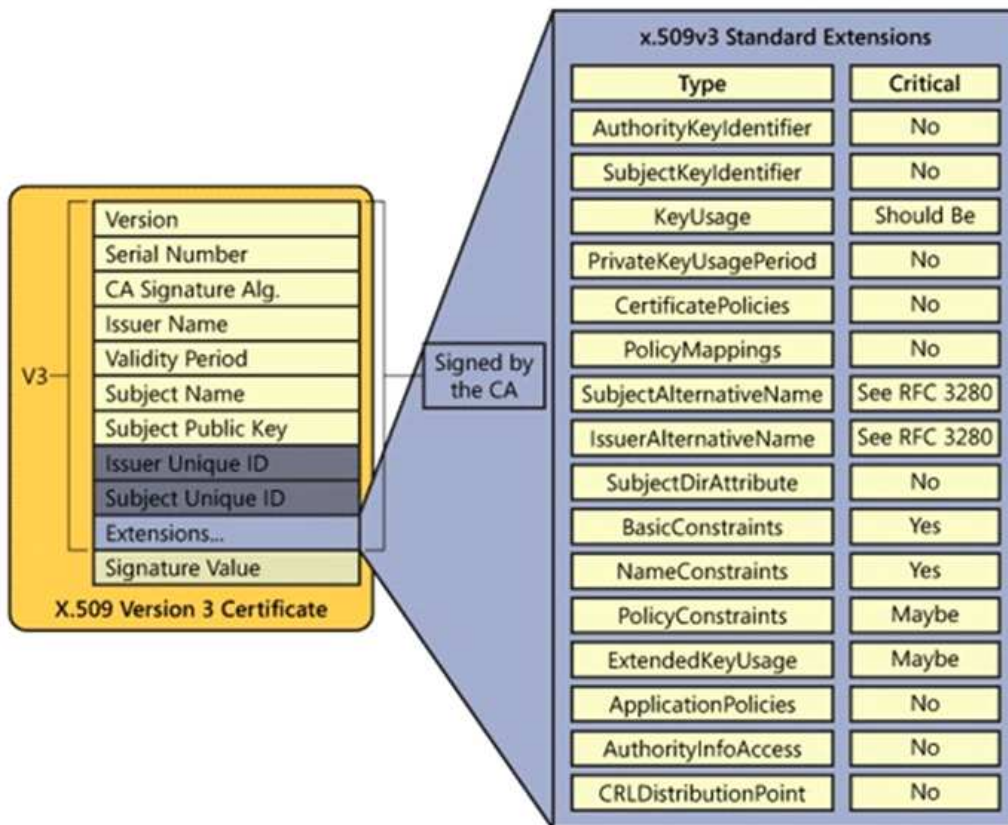 x.509v3 Standard Extensions
Type Critical
AuthorityKeyIdentifier No
SubjectKeyIdentifier No
KeyUsage Should Be
PrivateKeyUsagePeriod No
CertificatePolicies No
PolicyMappings No
SubjectAlternativeName See RFC 3280
IssuerAlternativeName See RFC 3280
SubjectDirAttribute No
BasicConstraints Yes
NameConstraints Yes
PolicyConstraints Maybe
ExtendedKeyUsage Maybe
ApplicationPolicies No
AuthorityInfoAccess No
CRLDistributionPoint No
V3
Version
Serial Number
CA Signature Alg.
Issuer Name
Validity Period
Subject Name
Subject Public Key
Issuer Unique ID
Subject Unique ID
Extensions...
Signature Value
X.509 Version 3 Certificate
Signed by
the CA